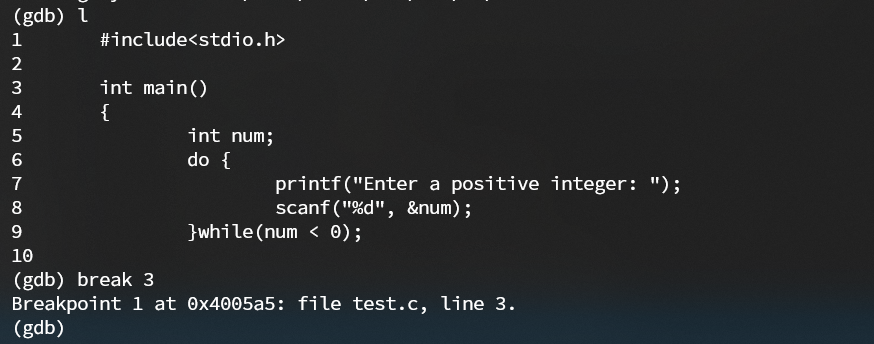 (gdb) l
1 #include<stdio.h>
2
3 int main()
4 {
5 int num;
6 do {
7 printf("Enter a positive integer: ");
8 scanf("%d", &num);
9 }while(num < 0);
10
(gdb) break 3
Breakpoint 1 at 0x4005a5: file test.c, line 3.
(gdb)